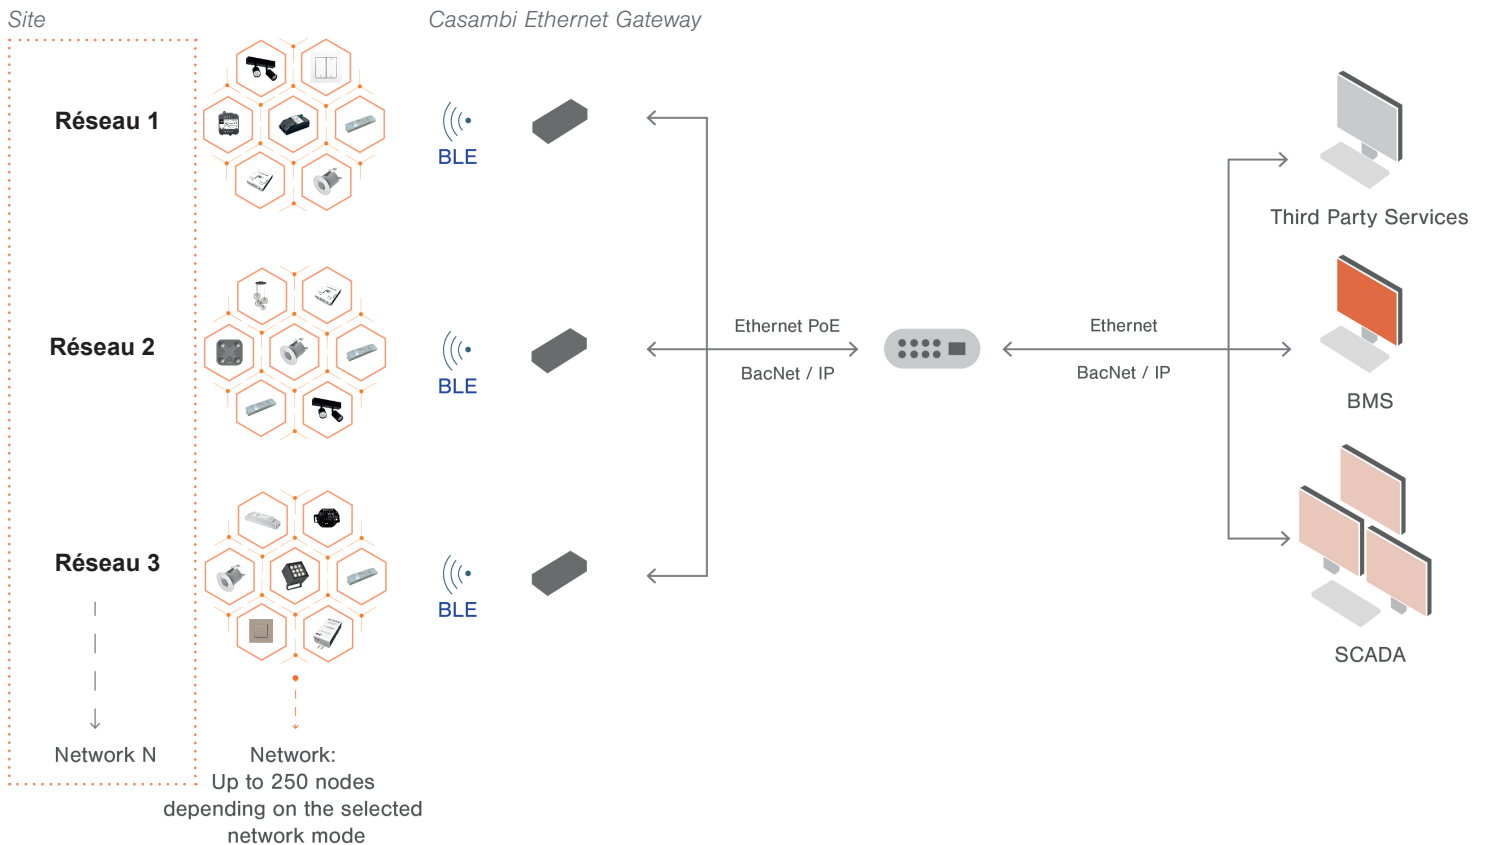 Site
Casambi Ethernet Gateway
Réseau 1
BLE
Third Party Services
Réseau 2
BLE
Ethernet PoE
BacNet / IP
Ethernet
BacNet / IP
BMS
Réseau 3
BLE
SCADA
Network N
Network:
Up to 250 nodes
depending on the selected
network mode